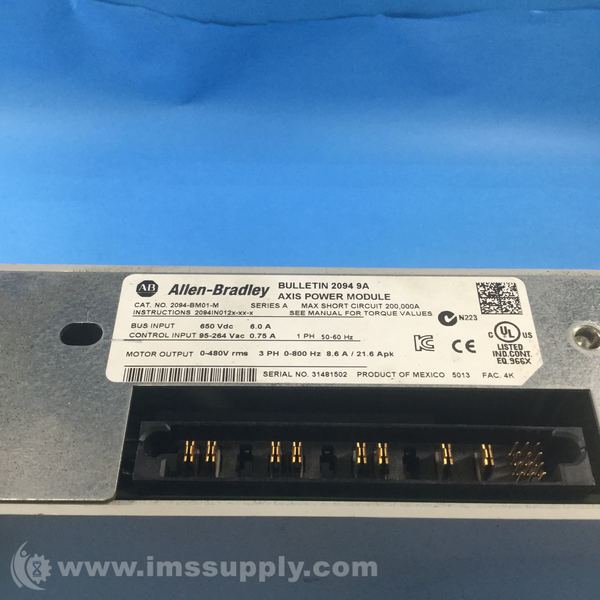 AB Allen-Bradley
BULLETIN 2094 9A
AXIS POWER MODULE
CAT. NO. 2094-BM01-M SERIES A MAX SHORT CIRCUIT 200,000A
INSTRUCTIONS 2094IN012x-xx-x SEE MANUAL FOR TORQUE VALUES
BUS INPUT 650 Vdc 6.0 A
CONTROL INPUT 95-264 Vac 0.75 A 1 PH 50-60 Hz
MOTOR OUTPUT 0-480V rms 3 PH 0-800 Hz 8.6 A / 21.6 Apk
N223
C UL US
LISTED
IND.CONT.
EQ.966X
CE
SERIAL NO. 31481502 PRODUCT OF MEXICO 5013 FAC. 4K
www.imssupply.com